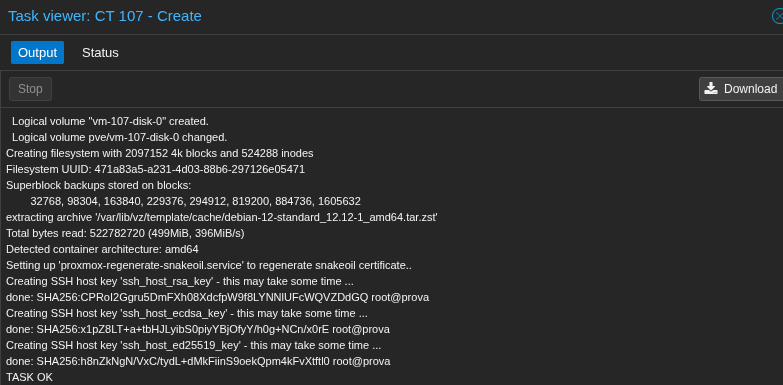 Task viewer: CT 107 - Create
Output Status
Stop Download
Logical volume "vm-107-disk-0" created.
Logical volume pve/vm-107-disk-0 changed.
Creating filesystem with 2097152 4k blocks and 524288 inodes
Filesystem UUID: 471a83a5-a231-4d03-88b6-297126e05471
Superblock backups stored on blocks:
32768, 98304, 163840, 229376, 294912, 819200, 884736, 1605632
extracting archive '/var/lib/vz/template/cache/debian-12-standard_12.12-1_amd64.tar.zst'
Total bytes read: 522782720 (499MiB, 396MiB/s)
Detected container architecture: amd64
Setting up 'proxmox-regenerate-snakeoil.service' to regenerate snakeoil certificate..
Creating SSH host key 'ssh_host_rsa_key' - this may take some time ...
done: SHA256:CPRoI2Ggru5DmFXh08XdcfpW9f8LYNNlUFcWQVZDdGQ root@prova
Creating SSH host key 'ssh_host_ecdsa_key' - this may take some time ...
done: SHA256:x1pZ8LT+a+tbHJLyibS0piyYBjOfyY/h0g+NCn/x0rE root@prova
Creating SSH host key 'ssh_host_ed25519_key' - this may take some time ...
done: SHA256:h8nZkNgN/VxC/tydL+dMkFiinS9oekQpm4kFvXtftl0 root@prova
TASK OK